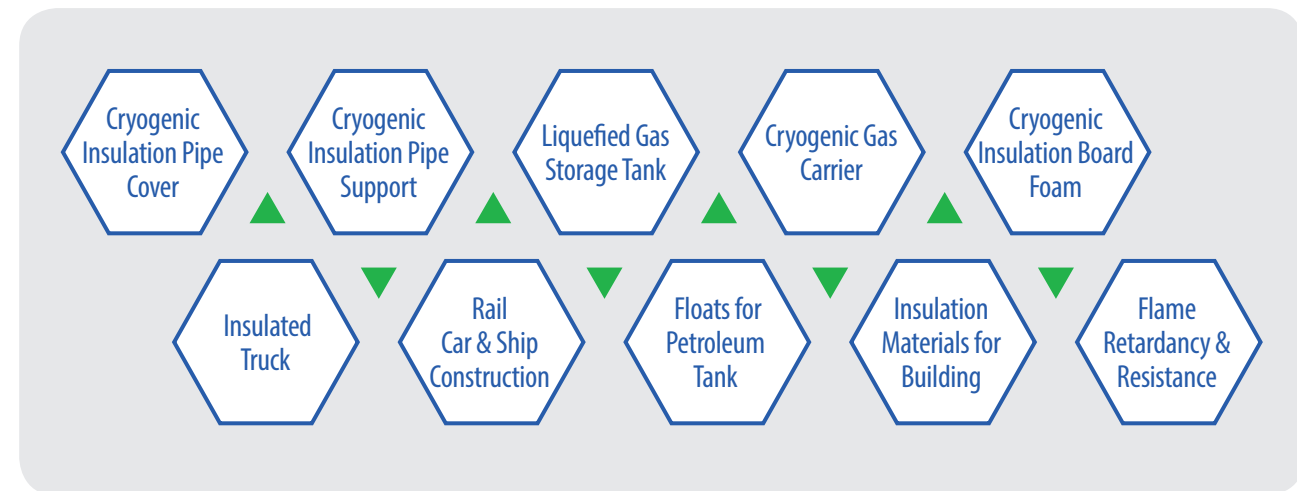 Cryogenic
Insulation Pipe
Cover
Cryogenic
Insulation Pipe
Support
Liquefied Gas
Storage Tank
Cryogenic Gas
Carrier
Cryogenic
Insulation Board
Foam
Insulated
Truck
Rail
Car & Ship
Construction
Floats for
Petroleum
Tank
Insulation
Materials for
Building
Flame
Retardancy &
Resistance